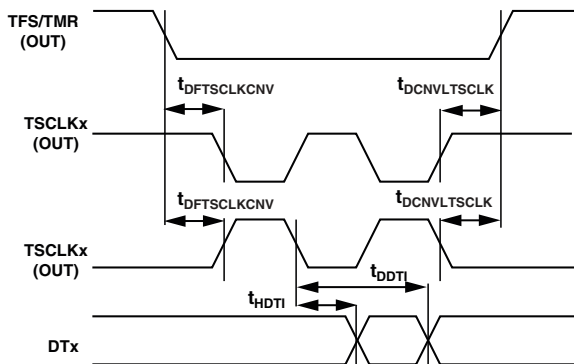 TFS/TMR
(OUT)
tDFTSCLKCNV
tDCNVLTSCLK
TSCLKx
(OUT)
tDFTSCLKCNV
tDCNVLTSCLK
TSCLKx
(OUT)
tDDTI
tHDTI
DTx